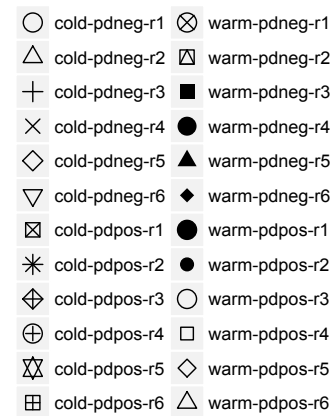 cold-pdneg-r1 warm-pdneg-r1
cold-pdneg-r2 warm-pdneg-r2
cold-pdneg-r3 warm-pdneg-r3
cold-pdneg-r4 warm-pdneg-r4
cold-pdneg-r5 warm-pdneg-r5
cold-pdneg-r6 warm-pdneg-r6
cold-pdpos-r1 warm-pdpos-r1
cold-pdpos-r2 warm-pdpos-r2
cold-pdpos-r3 warm-pdpos-r3
cold-pdpos-r4 warm-pdpos-r4
cold-pdpos-r5 warm-pdpos-r5
cold-pdpos-r6 warm-pdpos-r6